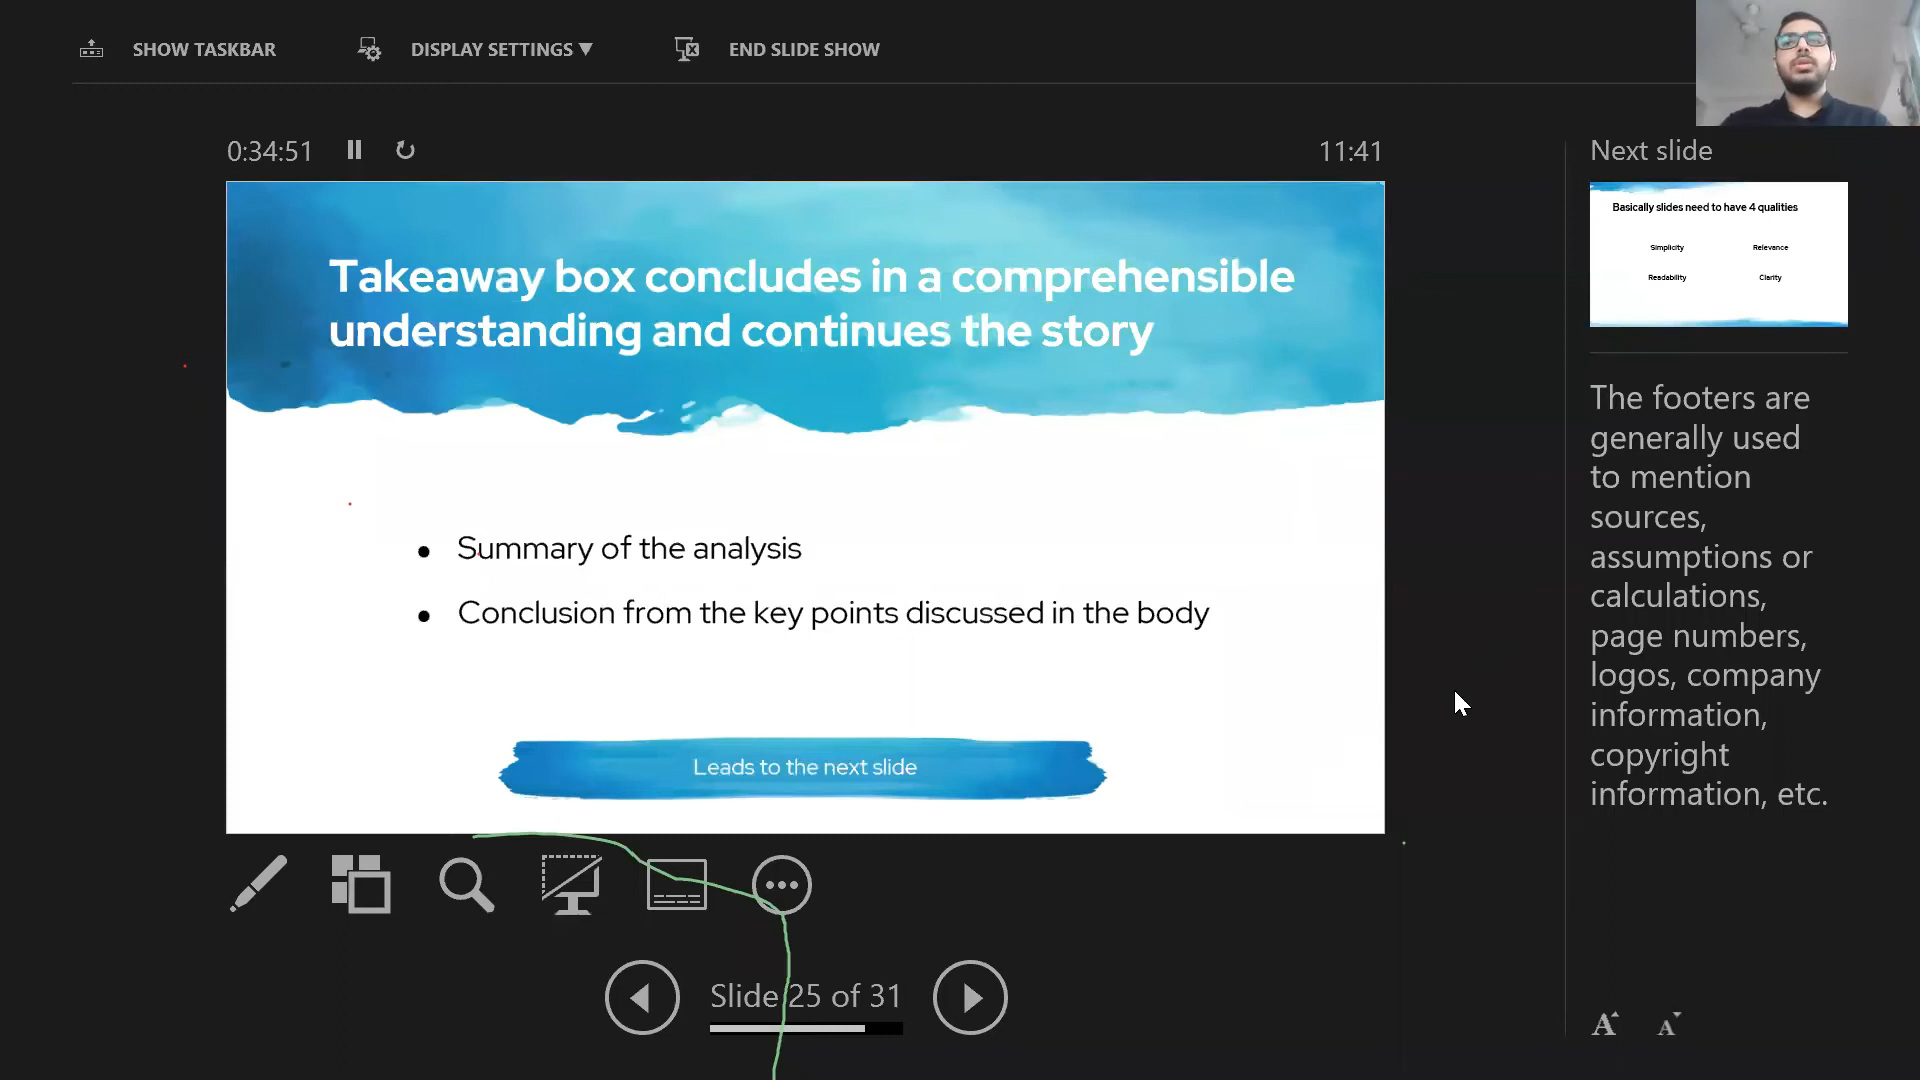 SHOW TASKBAR
DISPLAY SETTINGS ▼
END SLIDE SHOW
0:34:51
11:41
Takeaway box concludes in a comprehensible
understanding and continues the story
● Summary of the analysis
● Conclusion from the key points discussed in the body
Leads to the next slide
Slide 25 of 31
Next slide
Basically slides need to have 4 qualities
Simplicity
Relevance
Readability
Clarity
The footers are
generally used
to mention
sources,
assumptions or
calculations,
page numbers,
logos, company
information,
copyright
information, etc.
A
A